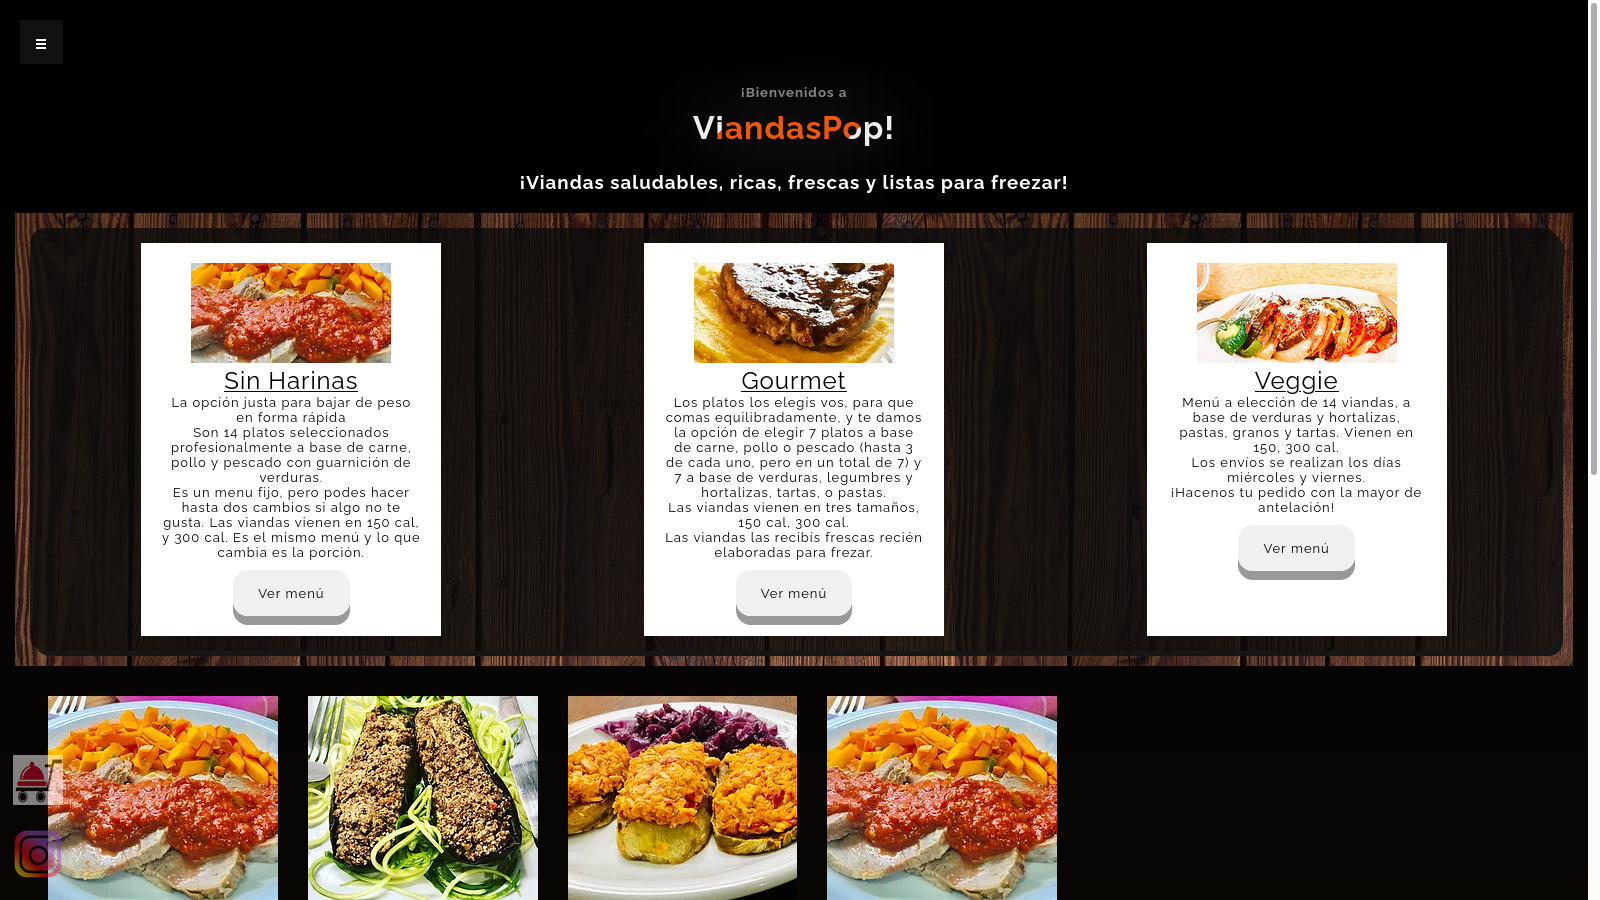 ¡Bienvenidos a
ViandasPop!
¡Viandas saludables, ricas, frescas y listas para freezar!
Sin Harinas
La opción justa para bajar de peso
en forma rápida
Son 14 platos seleccionados
profesionalmente a base de carne,
pollo y pescado con guarnición de
verduras.
Es un menu fijo, pero podes hacer
hasta dos cambios si algo no te
gusta. Las viandas vienen en 150 cal,
y 300 cal. Es el mismo menú y lo que
cambia es la porción.
Ver menú
Gourmet
Los platos los elegís vos, para que
comas equilibradamente, y te damos
la opción de elegir 7 platos a base
de carne, pollo o pescado (hasta 3
de cada uno, pero en un total de 7) y
7 a base de verduras, legumbres y
hortalizas, tartas, o pastas.
Las viandas vienen en tres tamaños,
150 cal, 300 cal.
Las viandas las recibís frescas recién
elaboradas para frezar.
Ver menú
Veggie
Menú a elección de 14 viandas, a
base de verduras y hortalizas,
pastas, granos y tartas. Vienen en
150, 300 cal.
Los envíos se realizan los días
miércoles y viernes.
¡Hacenos tu pedido con la mayor de
antelación!
Ver menú